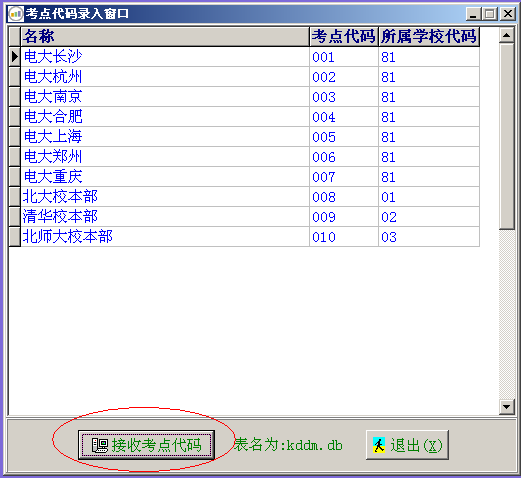 考点代码录入窗口
名称 考点代码 所属学校代码
电大长沙 001 81
电大杭州 002 81
电大南京 003 81
电大合肥 004 81
电大上海 005 81
电大郑州 006 81
电大重庆 007 81
北大校本部 008 01
清华校本部 009 02
北师大校本部 010 03
接收考点代码 表名为:kddm.db 退出(X)